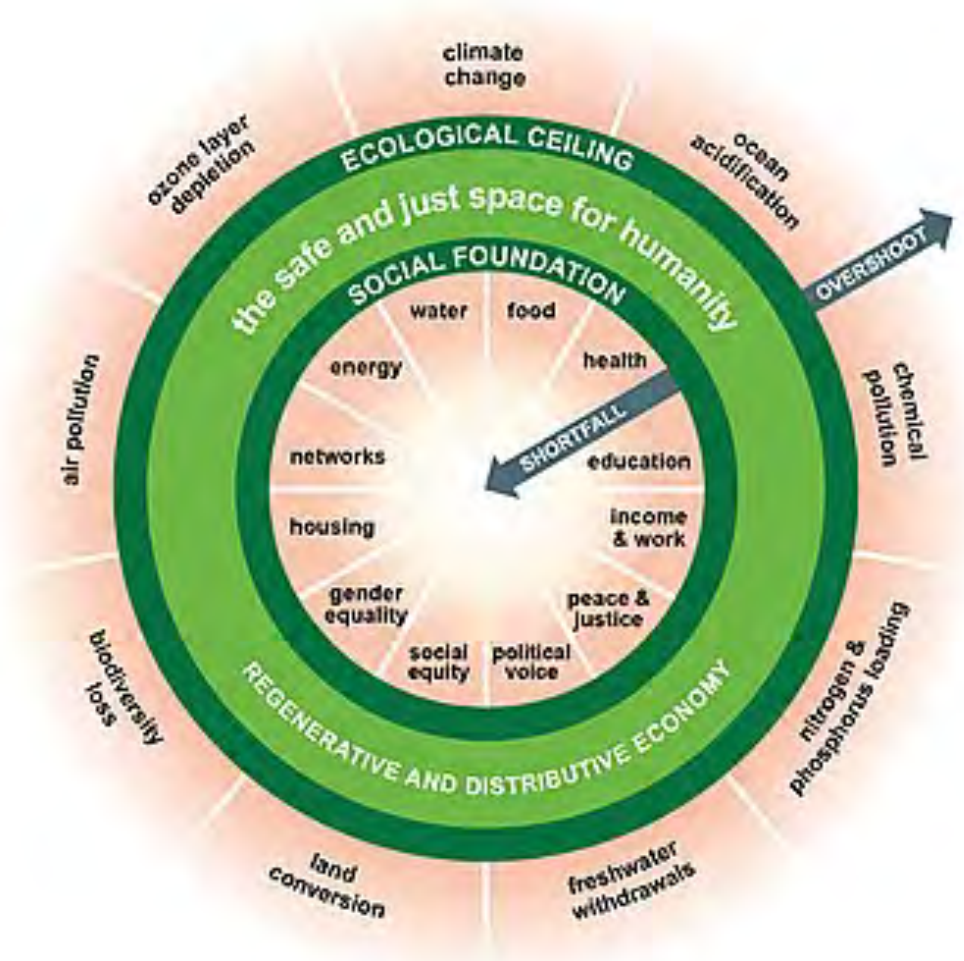 climate
change
ocean
acidification
OVERSHOOT
chemical
pollution
nitrogen &
phosphorus loading
freshwater
withdrawals
land
conversion
biodiversity
loss
air pollution
ozone layer
depletion
ECOLOGICAL CEILING
the safe and just space for humanity
SOCIAL FOUNDATION
water
food
health
SHORTFALL
education
income
& work
peace &
justice
political
voice
social
equity
gender
equality
housing
networks
energy
REGENERATIVE AND DISTRIBUTIVE ECONOMY